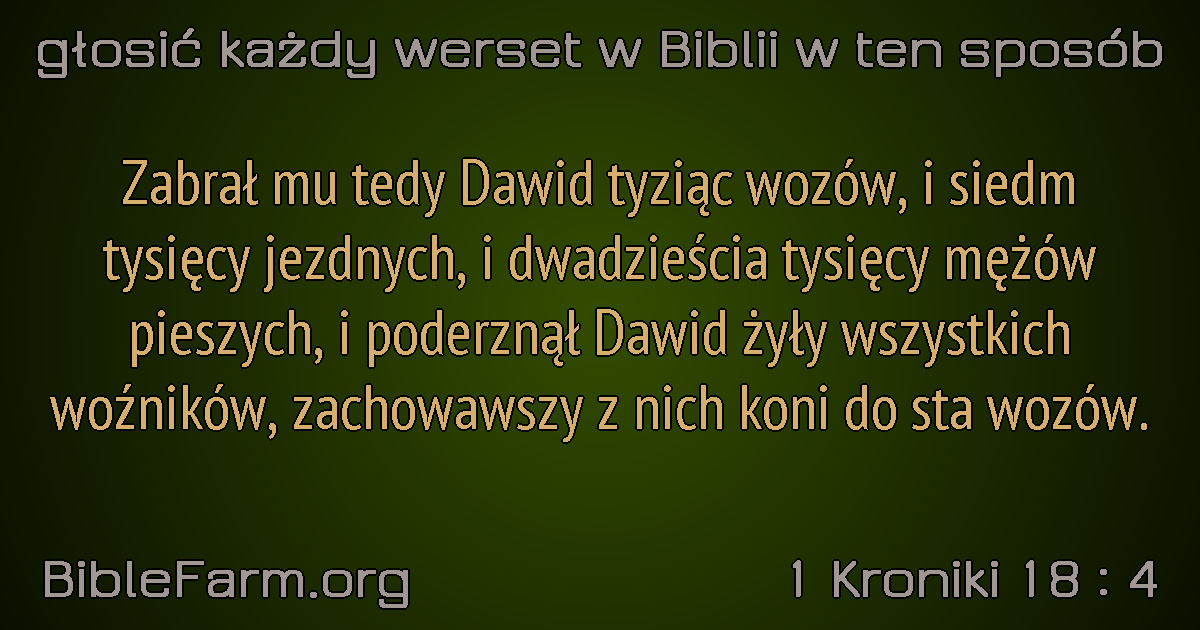 głosić każdy werset w Biblii w ten sposób
Zabrał mu tedy Dawid tyziąc wozów, i siedm
tysięcy jezdnych, i dwadzieścia tysięcy mężów
pieszych, i poderznął Dawid żyły wszystkich
woźników, zachowawszy z nich koni do sta wozów.
BibleFarm.org
1 Kroniki 18 : 4